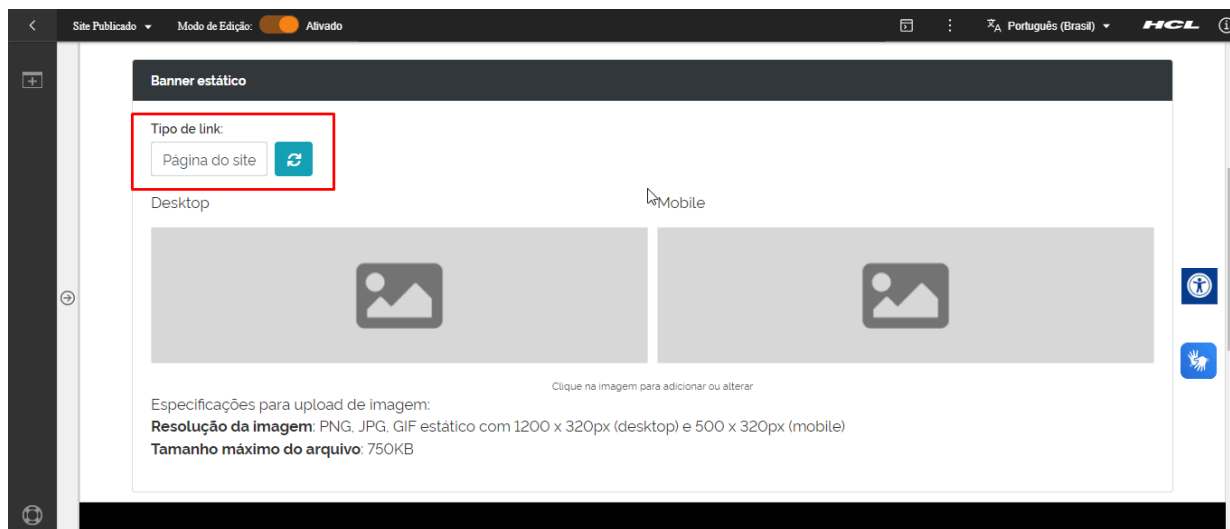 Site Publicado Modo de Edição: Ativado Português (Brasil) HCL
Banner estático
Tipo de link:
Página do site
Desktop Mobile
Clique na imagem para adicionar ou alterar
Especificações para upload de imagem:
Resolução da imagem: PNG, JPG, GIF estático com 1200 x 320px (desktop) e 500 x 320px (mobile)
Tamanho máximo do arquivo: 750KB